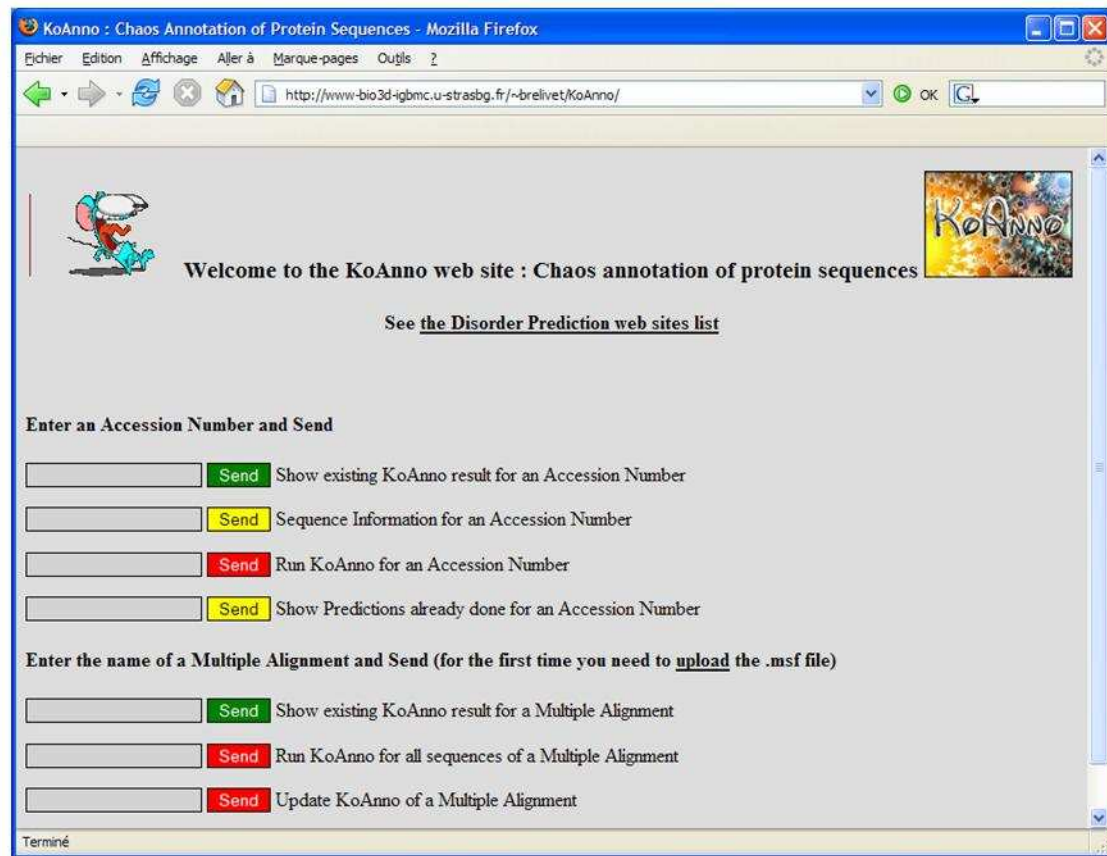 KoAnno : Chaos Annotation of Protein Sequences - Mozilla Firefox
Fichier Edition Affichage Aller à Marque-pages Outils ?
http://www-bio3d-igbmc.u-strasbg.fr/~brelivet/KoAnno/ OK G
KoAnno
Welcome to the KoAnno web site : Chaos annotation of protein sequences
See the Disorder Prediction web sites list
Enter an Accession Number and Send
Send Show existing KoAnno result for an Accession Number
Send Sequence Information for an Accession Number
Send Run KoAnno for an Accession Number
Send Show Predictions already done for an Accession Number
Enter the name of a Multiple Alignment and Send (for the first time you need to upload the .msf file)
Send Show existing KoAnno result for a Multiple Alignment
Send Run KoAnno for all sequences of a Multiple Alignment
Send Update KoAnno of a Multiple Alignment
Terminé